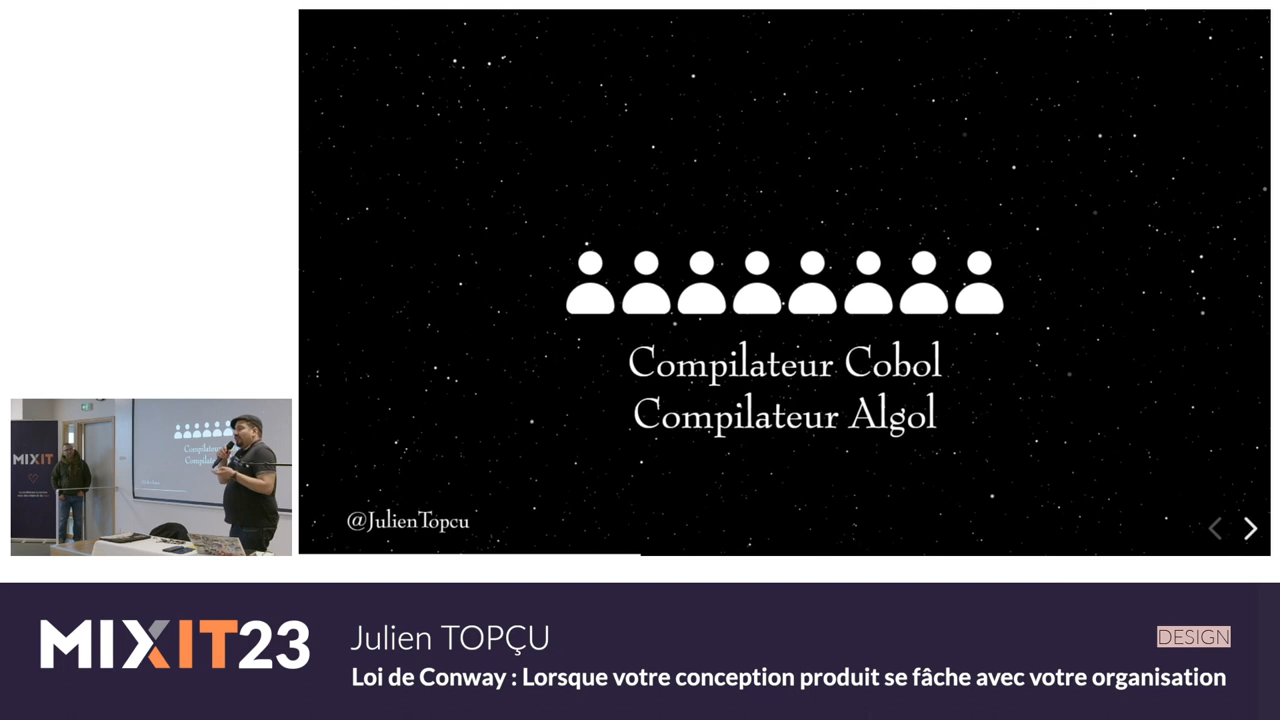 Compilateur Cobol
Compilateur Algol
@JulienTopcu
MIXIT
MIXIT23
Julien TOPÇU
DESIGN
Loi de Conway : Lorsque votre conception produit se fâche avec votre organisation